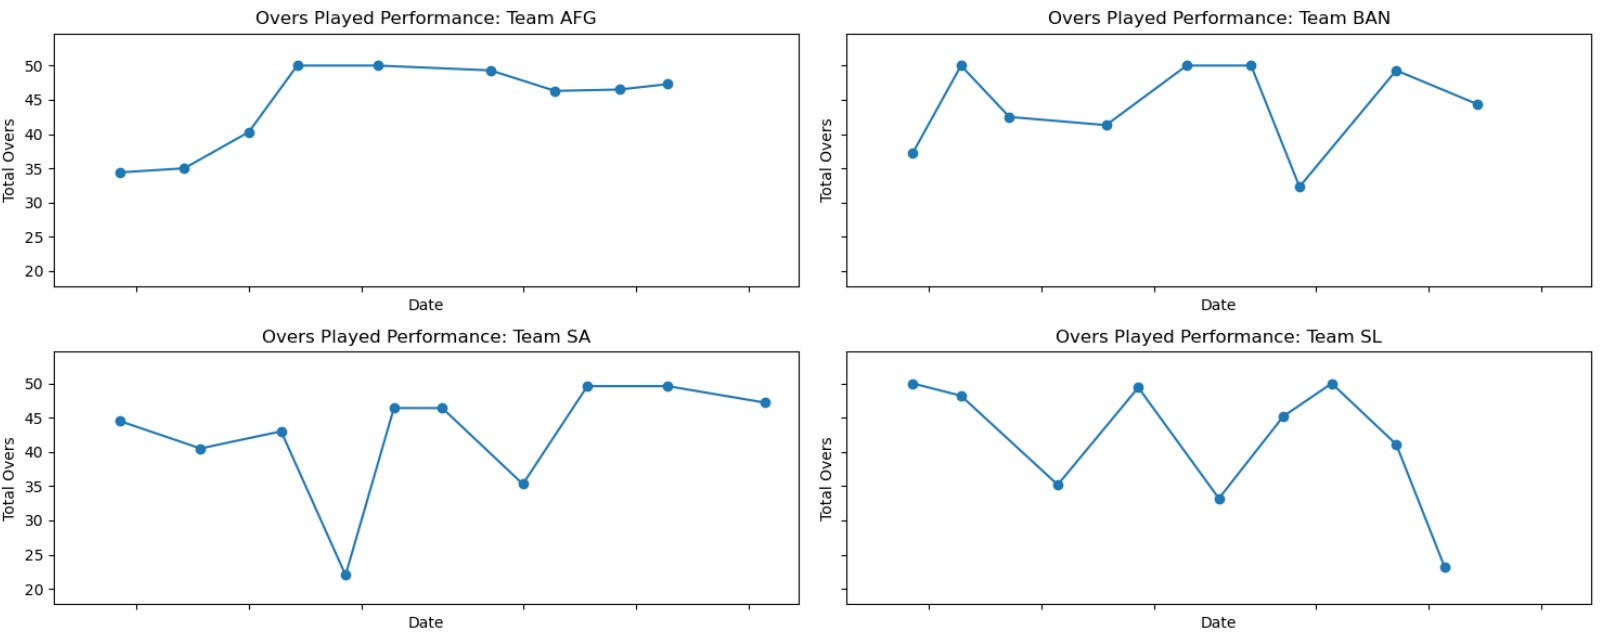 Overs Played Performance: Team AFG
Total Overs
50
45
40
35
30
25
20
Date
Overs Played Performance: Team BAN
Total Overs
Date
Overs Played Performance: Team SA
Total Overs
50
45
40
35
30
25
20
Date
Overs Played Performance: Team SL
Total Overs
Date